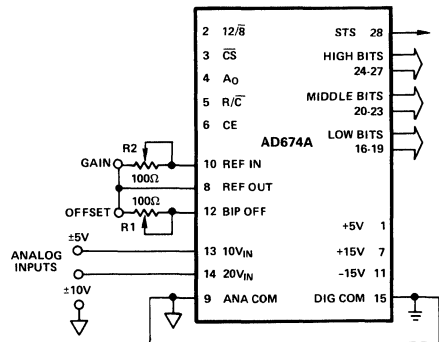 2 12/8̅ STS 28
3 C̅S̅ HIGH BITS
24-27
4 A₀
MIDDLE BITS
5 R/C̅ 20-23
6 CE LOW BITS
16-19
AD674A
R2
GAIN 10 REF IN
100Ω
8 REF OUT
100Ω
OFFSET 12 BIP OFF
R1
+5V 1
±5V
ANALOG
INPUTS
13 10V_IN +15V 7
14 20V_IN -15V 11
±10V
9 ANA COM DIG COM 15